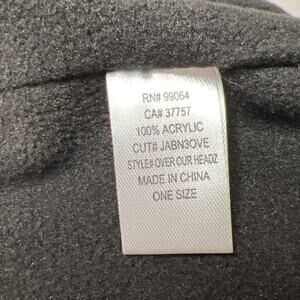 RN# 99064
CA# 37757
100% ACRYLIC
CUT# JABN3OVE
STYLE# OVER OUR HEADZ
MADE IN CHINA
ONE SIZE